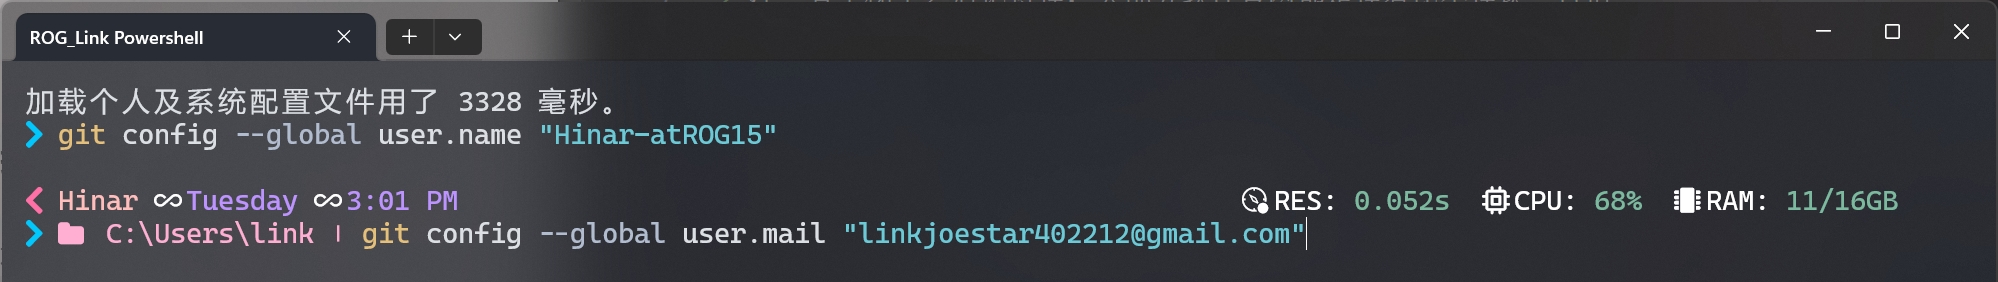 ROG_Link Powershell
加载个人及系统配置文件用了 3328 毫秒。
git config --global user.name "Hinar-atROG15"
Hinar ∞Tuesday ∞3:01 PM RES: 0.052s CPU: 68% RAM: 11/16GB
C:\Users\link | git config --global user.mail "linkjoestar402212@gmail.com"